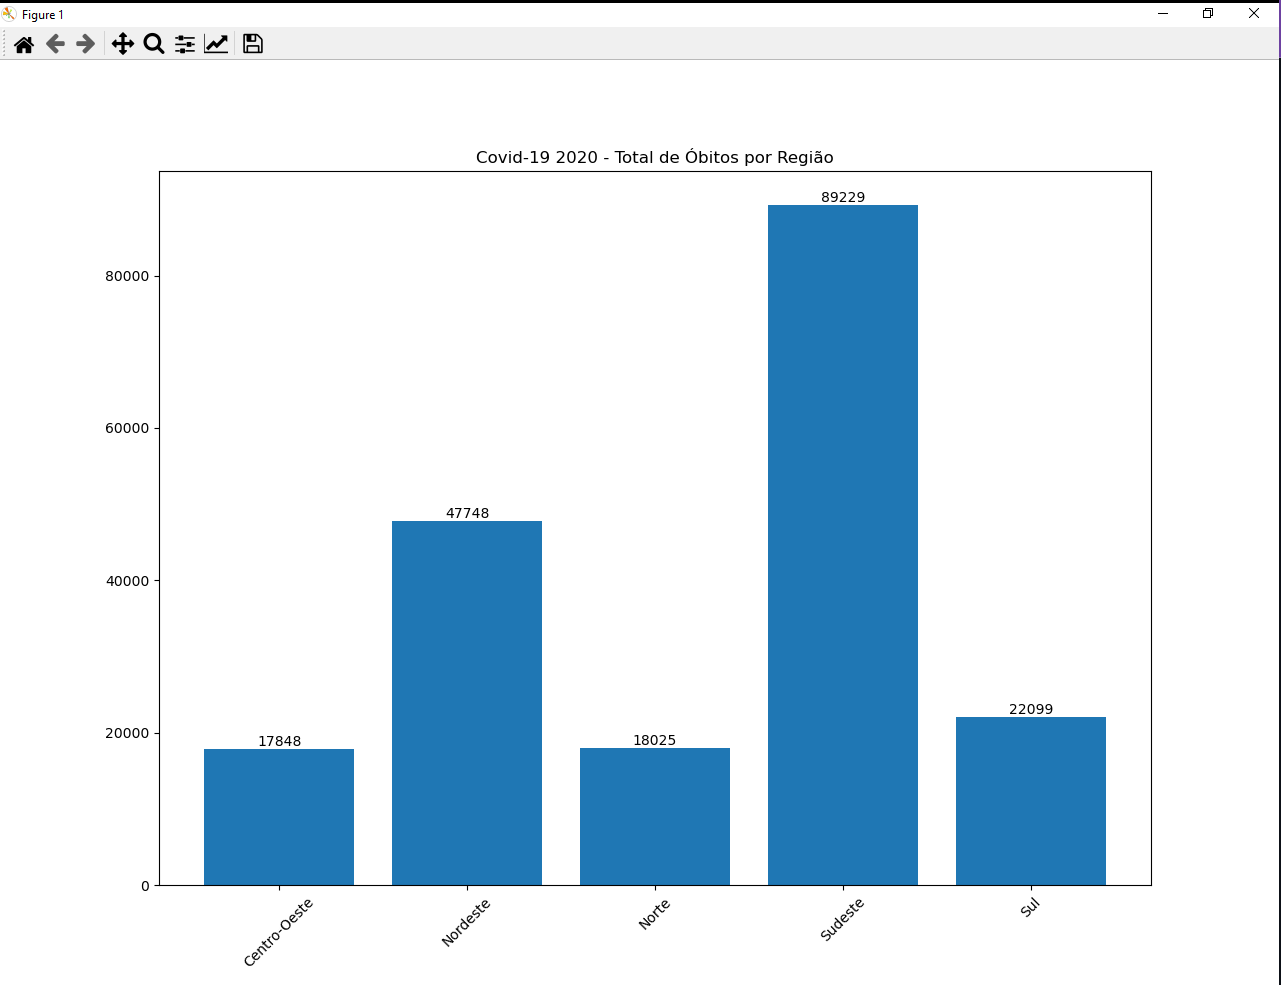 Figure 1
Covid-19 2020 - Total de Óbitos por Região
89229
80000
60000
47748
40000
22099
20000
17848
18025
0
Centro-Oeste
Nordeste
Norte
Sudeste
Sul